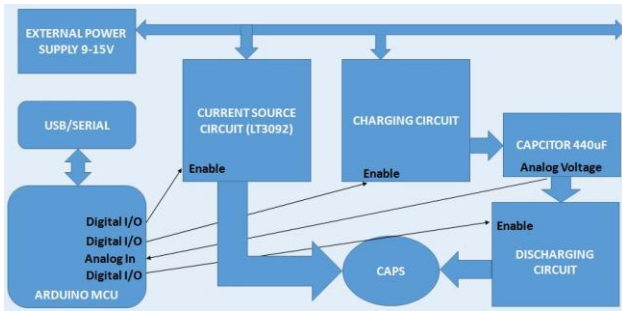 EXTERNAL POWER
SUPPLY 9-15V
USB/SERIAL
CURRENT SOURCE
CIRCUIT (LT3092)
Enable
CHARGING CIRCUIT
Enable
CAPCITOR 440uF
Analog Voltage
Digital I/O
Digital I/O
Analog In
Digital I/O
ARDUINO MCU
CAPS
Enable
DISCHARGING
CIRCUIT